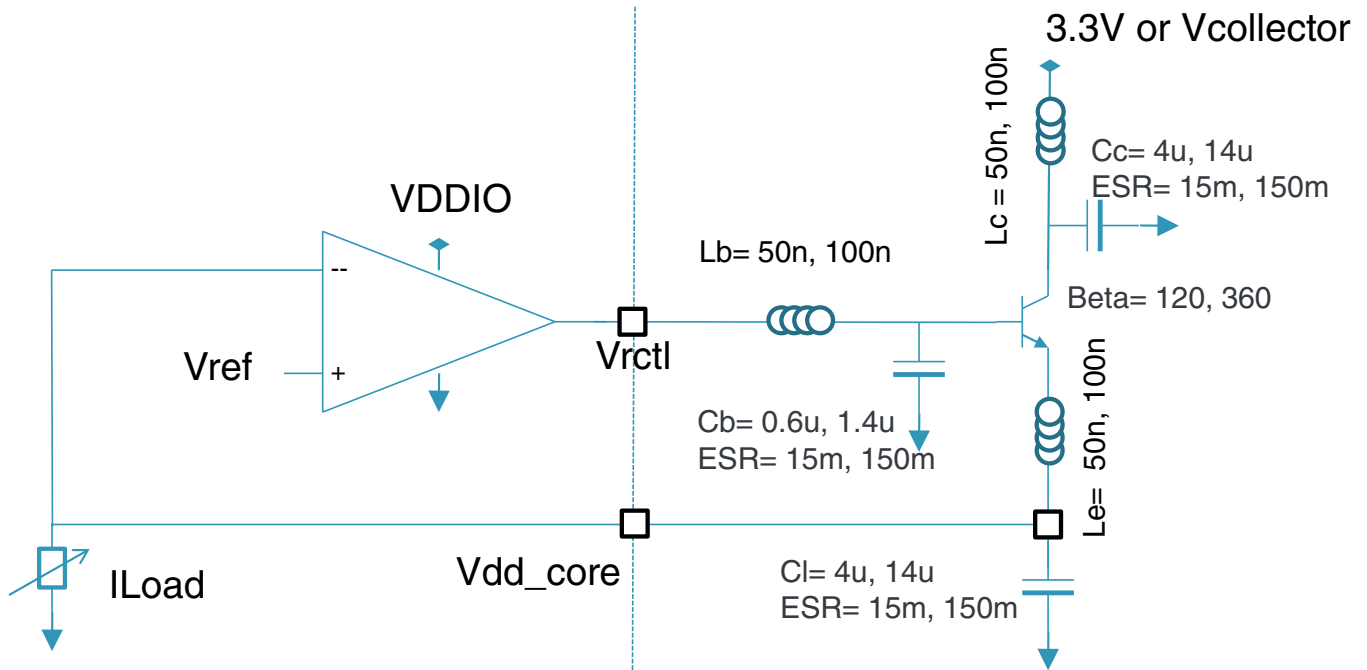 3.3V or Vcollector
Lc = 50n, 100n
Cc= 4u, 14u
ESR= 15m, 150m
VDDIO
Lb= 50n, 100n
--
Beta= 120, 360
Vref
+
Vrctl
Cb= 0.6u, 1.4u
ESR= 15m, 150m
Le= 50n, 100n
Vdd_core
ILoad
Cl= 4u, 14u
ESR= 15m, 150m